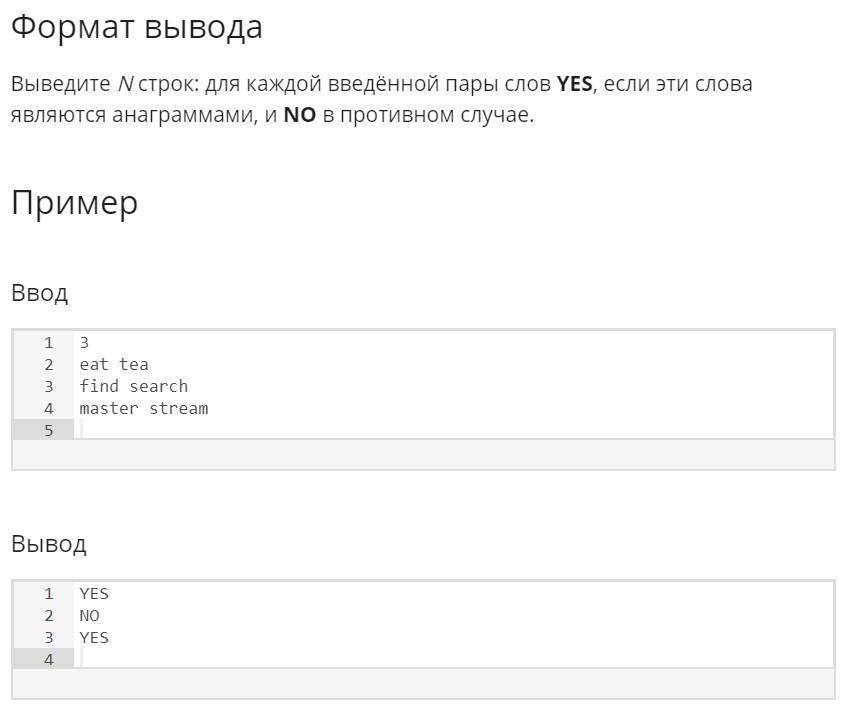 Формат вывода
Выведите N строк: для каждой введённой пары слов YES, если эти слова
являются анаграммами, и NO в противном случае.
Пример
Ввод
1 3
2 eat tea
3 find search
4 master stream
5
Вывод
1 YES
2 NO
3 YES
4